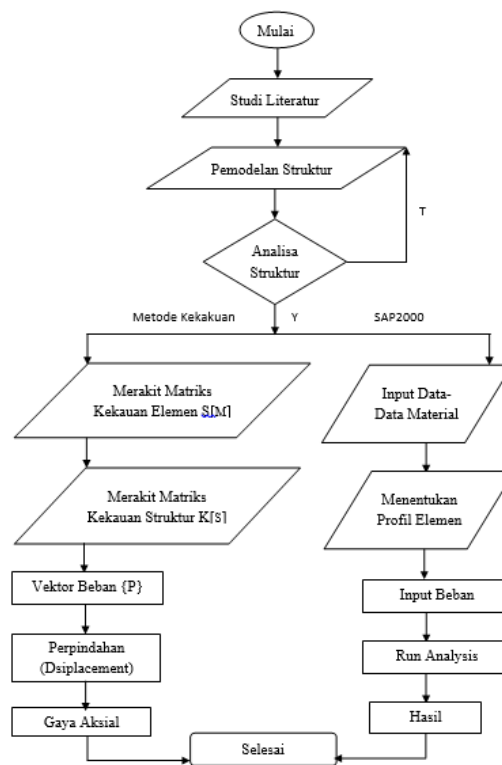 Mulai
Studi Literatur
Pemodelan Struktur
T
Analisa
Struktur
Metode Kekakuan
Y
SAP2000
Merakit Matriks
Kekauan Elemen S[M]
Input Data-
Data Material
Merakit Matriks
Kekauan Struktur K[S]
Menentukan
Profil Elemen
Vektor Beban {P}
Input Beban
Perpindahan
(Dsiplacement)
Run Analysis
Gaya Aksial
Hasil
Selesai